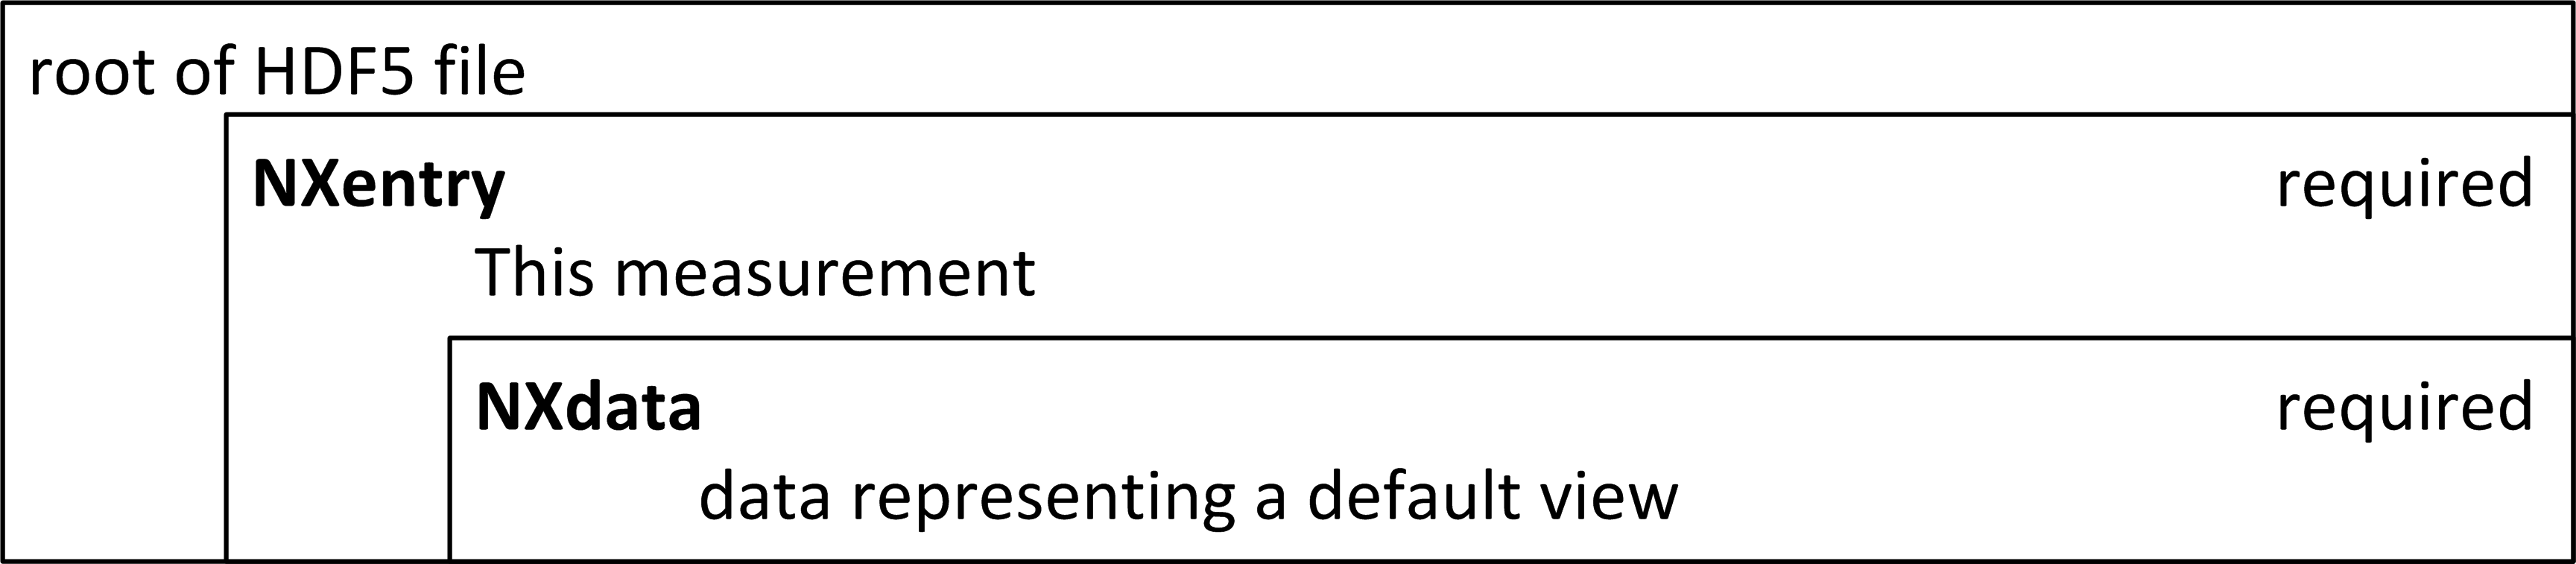 root of HDF5 file
NXentry required
This measurement
NXdata required
data representing a default view